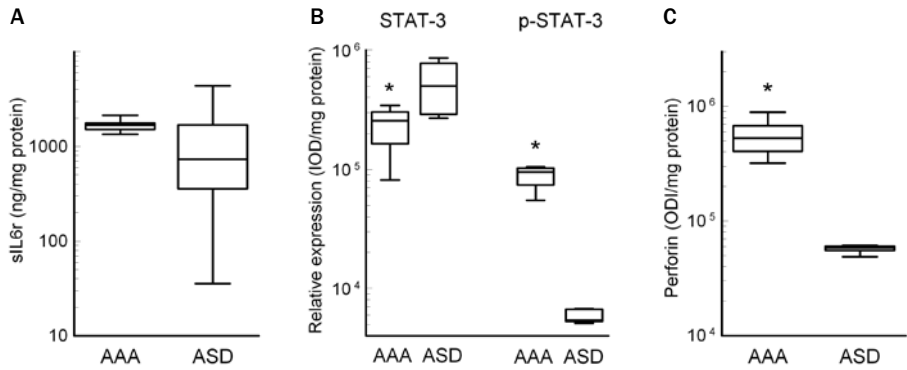 A
sIL6r (ng/mg protein)
1000
100
10
AAA
ASD
B
STAT-3
p-STAT-3
Relative expression (IOD/mg protein)
10⁶
10⁵
10⁴
*
*
AAA
ASD
AAA
ASD
C
Perforin (ODI/mg protein)
10⁶
10⁵
10⁴
*
AAA
ASD